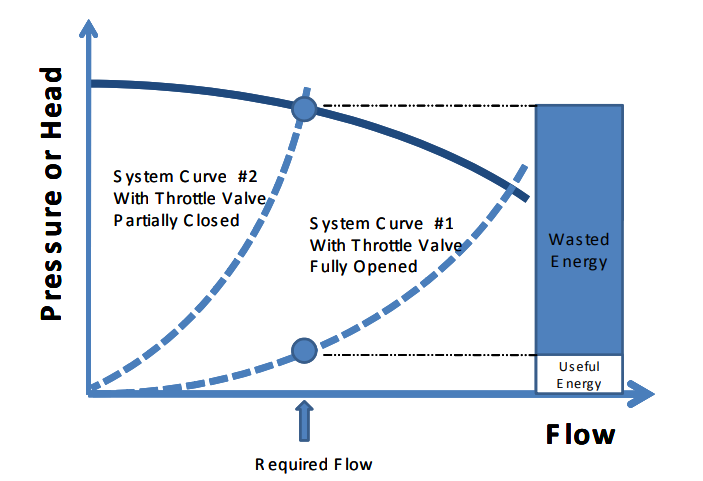 Pressure or Head
System Curve #2
With Throttle Valve
Partially Closed
System Curve #1
With Throttle Valve
Fully Opened
Wasted
Energy
Useful
Energy
Flow
Required Flow